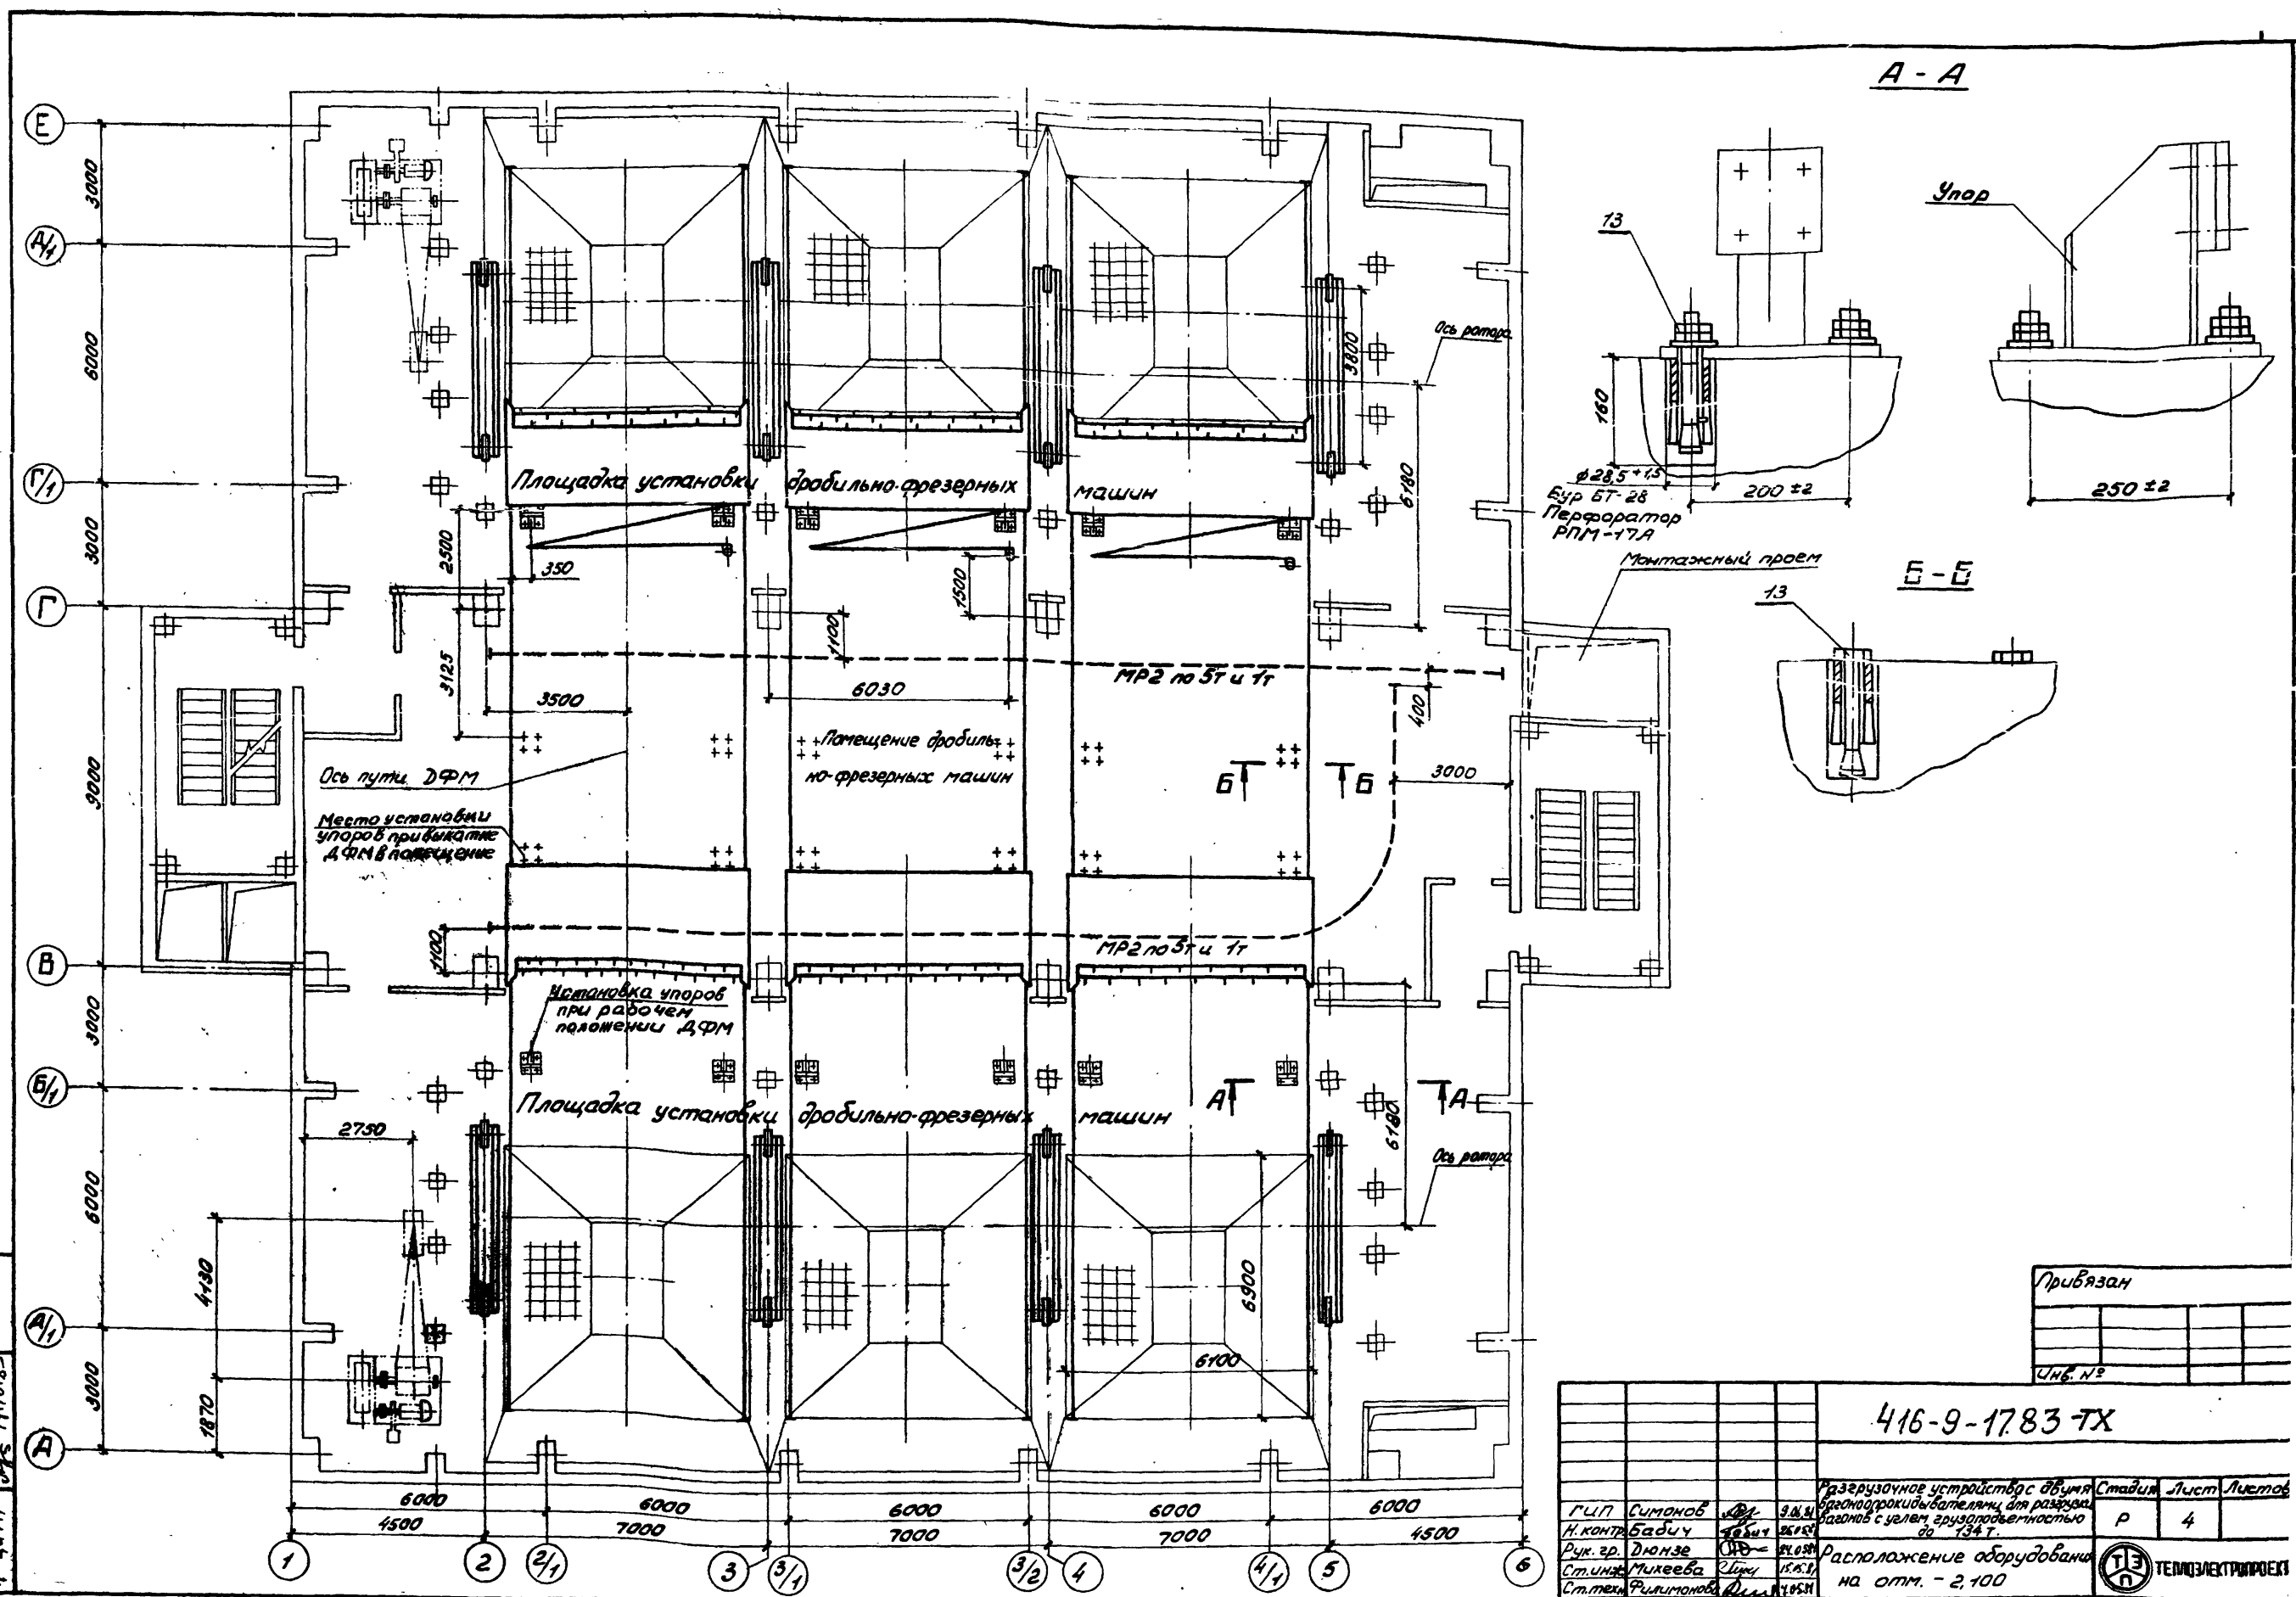 А - А
Е
3000
А/1
6000
Г/1
3000
Г
9000
В
3000
Б/1
6000
А/1
3000
А
Упор
13
160
ф28,5 +1,5
Бур БТ-28
Перфоратор
РПМ-17А
200 ±2
250 ±2
Монтажный проем
Б - Б
13
Ось ротора
3800
6180
Площадка установки дробильно-фрезерных машин
2500
350
1500
1100
3125
3500
6030
МР2 по 5т и 1т
400
3000
Помещение дробиль-
но-фрезерных машин
Б Б
Ось пути ДФМ
Место установки
упоров при выкатке
ДФМ в помещение
1100
МР2 по 5т и 1т
Установка упоров
при рабочем
положении ДФМ
А А
Площадка установки дробильно-фрезерных машин
6180
Ось ротора
2750
4130
1870
6900
6100
6000 6000 6000 6000 6000
4500 7000 7000 7000 4500
1 2 2/1 3 3/1 3/2 4 4/1 5 6
Привязан
Инв. №
416-9-17.83-ТХ
Разгрузочное устройство с двумя
вагоноопрокидывателями для разгрузки
вагонов с углем грузоподъемностью
до 134 т.
Стадия Лист Листов
Р 4
ГИП Симонов
Н. контр. Бабич
Рук. гр. Дюнзе
Ст. инж. Михеева
Ст. техн. Филимонова
Расположение оборудования
на отм. - 2,100
ТЭП
ТЕПЛОЭЛЕКТРОПРОЕКТ